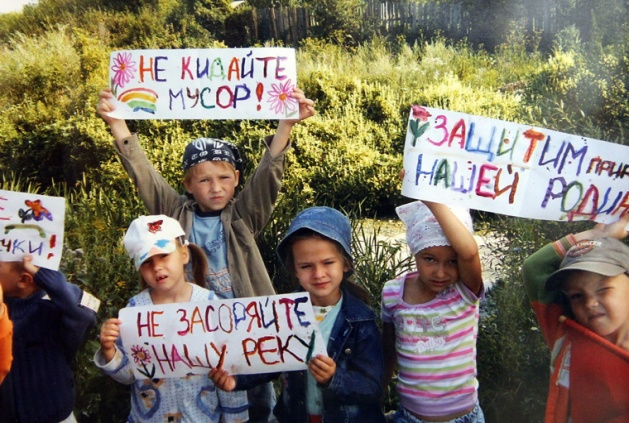 НЕ КИДАЙТЕ
МУСОР!
ЗАЩИТИМ
НАШЕЙ
НЕ ЗАСОРЯЙТЕ
НАШУ РЕКУ